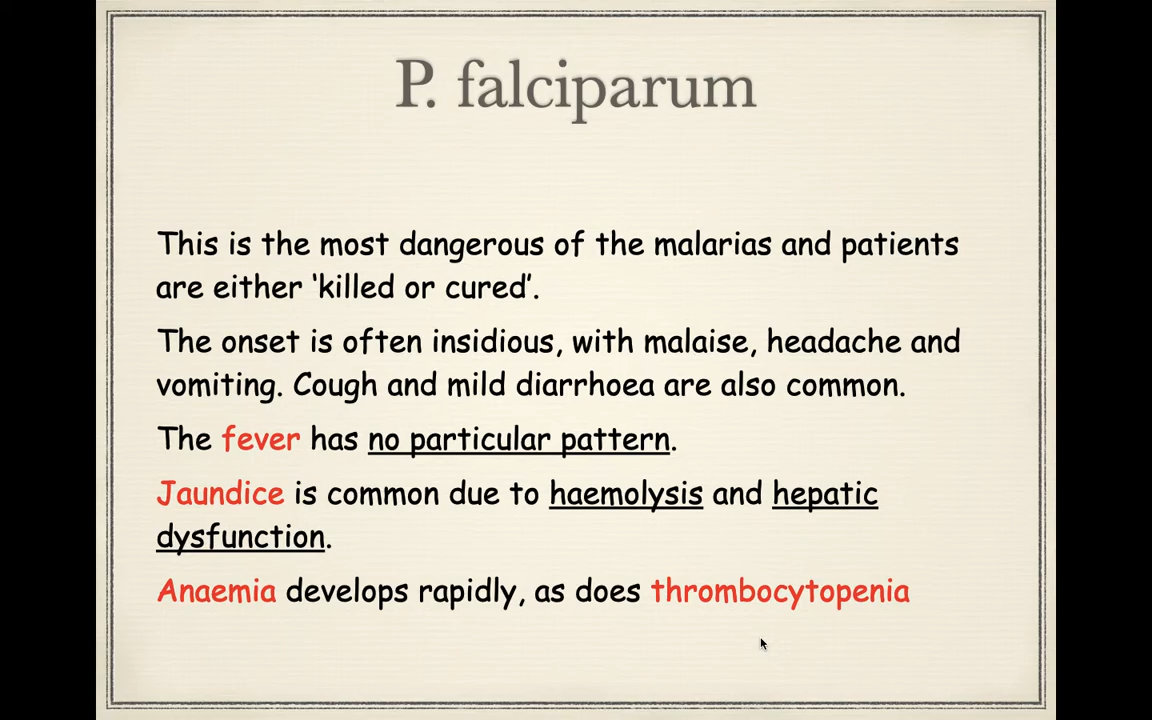 P. falciparum
This is the most dangerous of the malarias and patients
are either ‘killed or cured’.
The onset is often insidious, with malaise, headache and
vomiting. Cough and mild diarrhoea are also common.
The fever has no particular pattern.
Jaundice is common due to haemolysis and hepatic
dysfunction.
Anaemia develops rapidly, as does thrombocytopenia